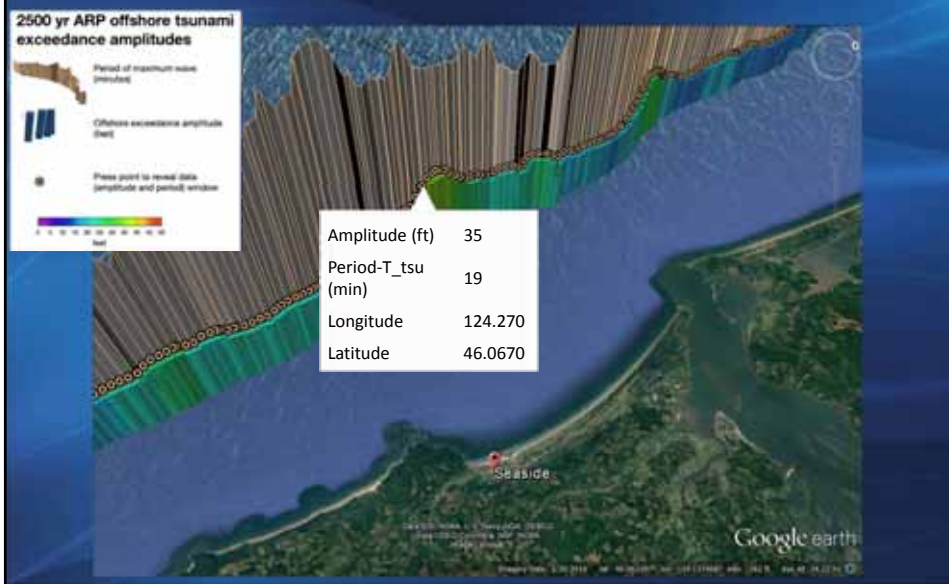 2500 yr ARP offshore tsunami
exceedance amplitudes
Period of maximum wave
(minutes)
Offshore exceedance amplitude
(feet)
Press point to reveal data
(amplitude and period) window
feet
Amplitude (ft) 35
Period-T_tsu
(min) 19
Longitude 124.270
Latitude 46.0670
Seaside
Google earth